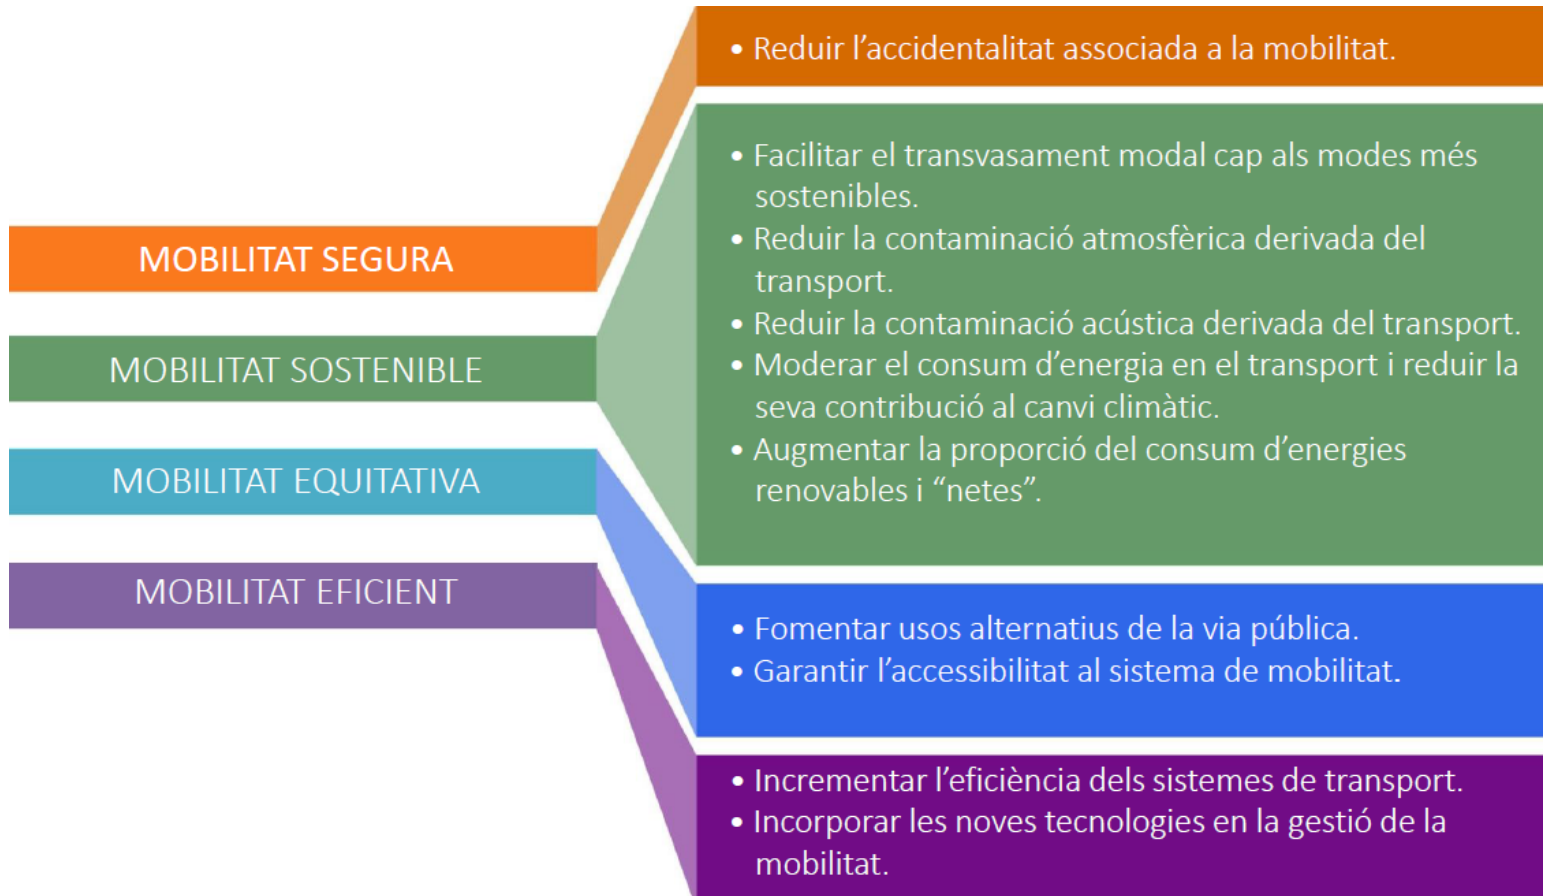 MOBILITAT SEGURA
MOBILITAT SOSTENIBLE
MOBILITAT EQUITATIVA
MOBILITAT EFICIENT
• Reduir l’accidentalitat associada a la mobilitat.
• Facilitar el transvasament modal cap als modes més
sostenibles.
• Reduir la contaminació atmosfèrica derivada del
transport.
• Reduir la contaminació acústica derivada del transport.
• Moderar el consum d’energia en el transport i reduir la
seva contribució al canvi climàtic.
• Augmentar la proporció del consum d’energies
renovables i “netes”.
• Fomentar usos alternatius de la via pública.
• Garantir l’accessibilitat al sistema de mobilitat.
• Incrementar l’eficiència dels sistemes de transport.
• Incorporar les noves tecnologies en la gestió de la
mobilitat.